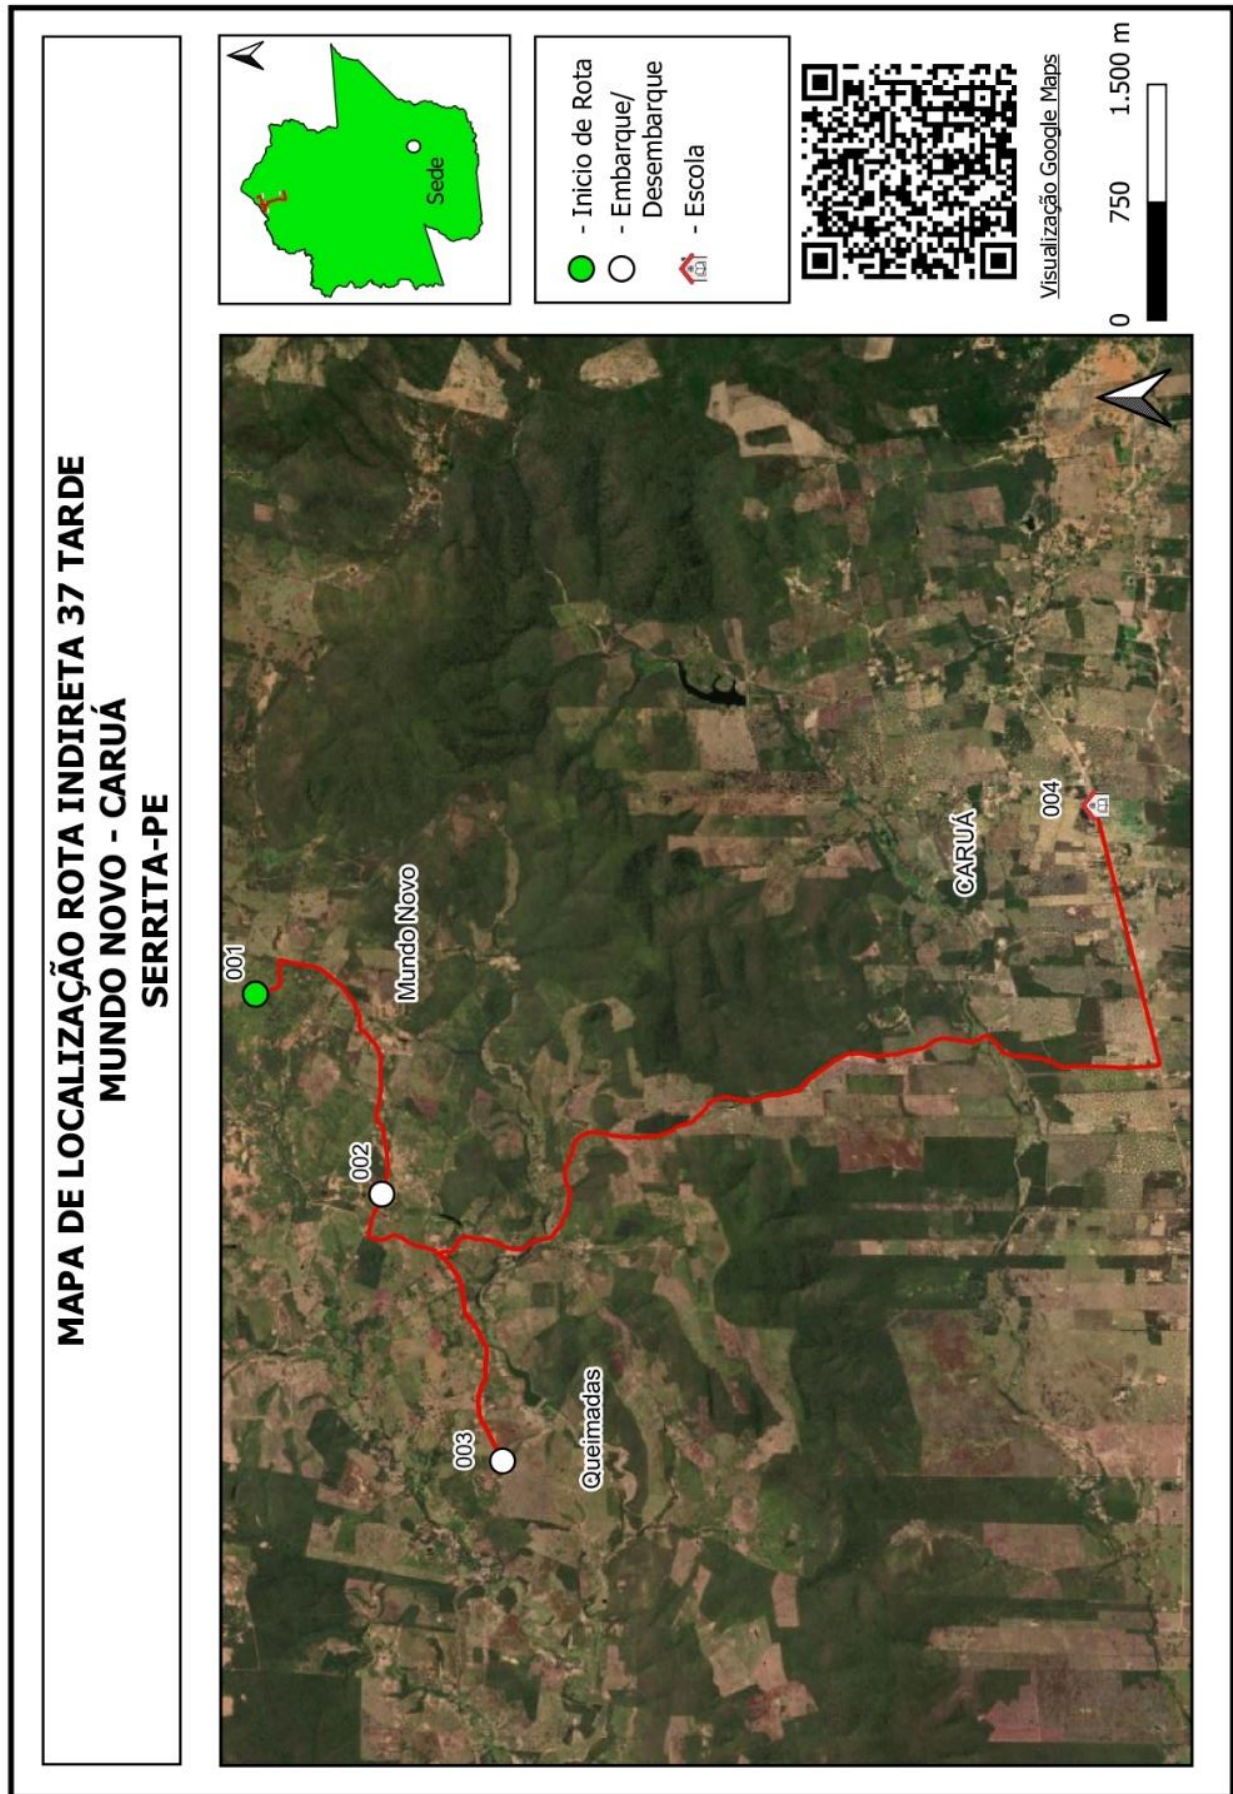 MAPA DE LOCALIZAÇÃO ROTA INDIRETA 37 TARDE
MUNDO NOVO - CARUÁ
SERRITA-PE
001
002
Mundo Novo
003
Queimadas
CARUÁ
004
Sede
- Inicio de Rota
- Embarque/
Desembarque
- Escola
Visualização Google Maps
0 750 1.500 m